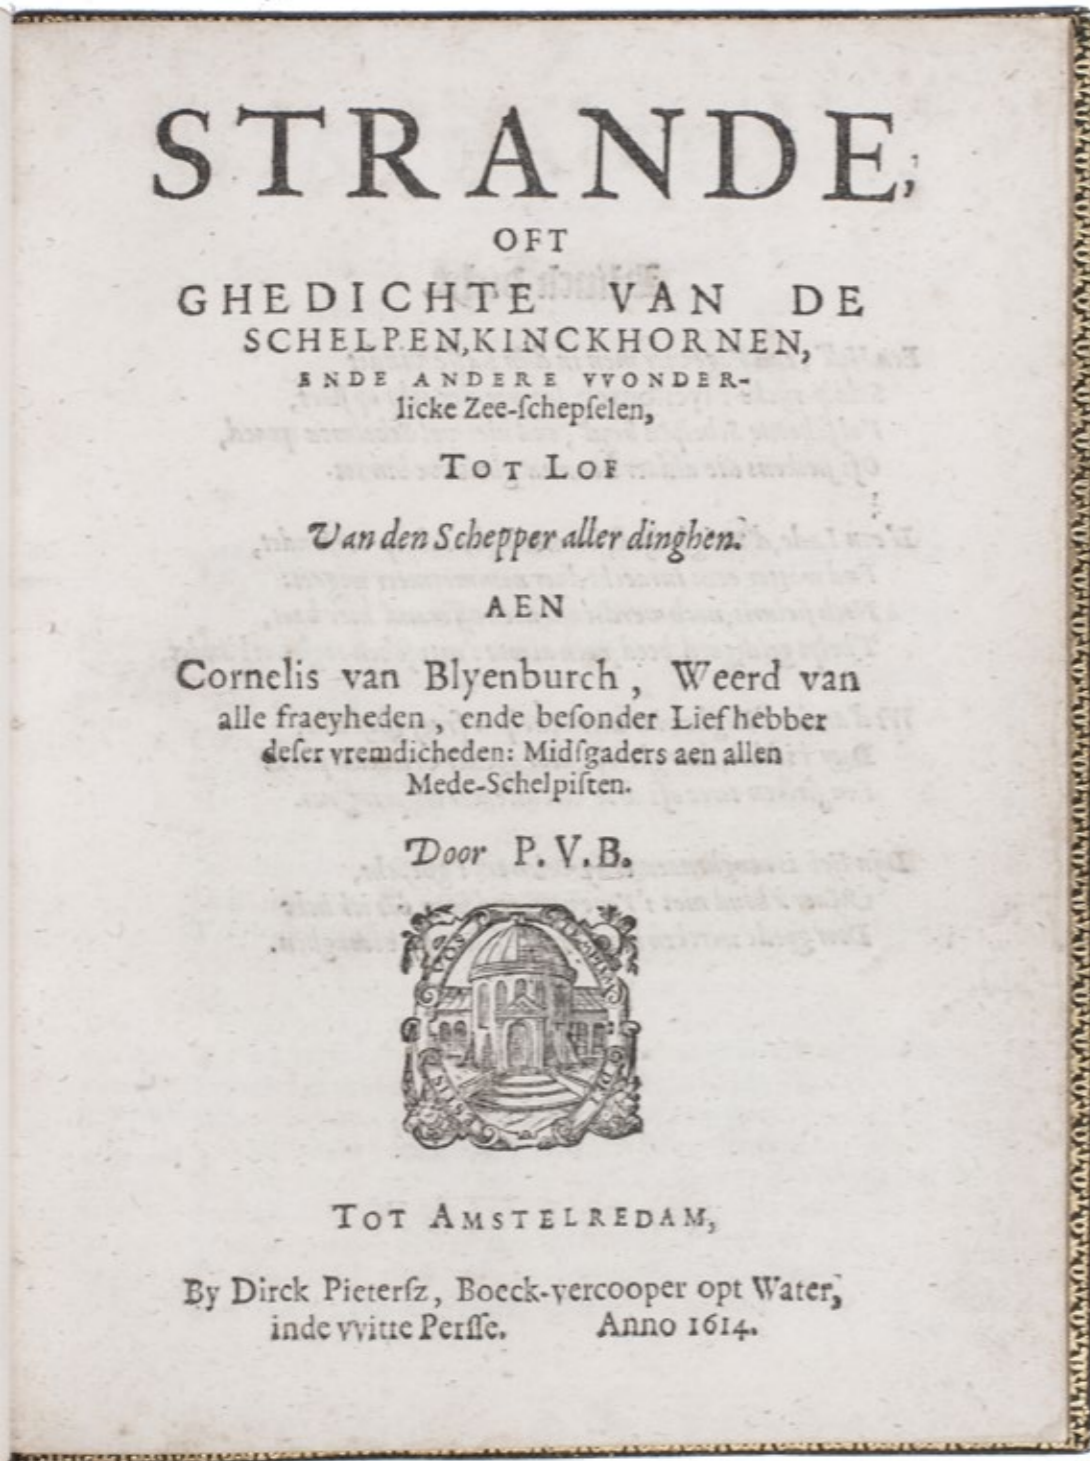 STRANDE,
OFT
GHEDICHTE VAN DE
SCHELPEN,KINCKHORNEN,
ENDE ANDERE VVONDER-
licke Zee-ſchepſelen,
TOT LOF
Van den Schepper aller dinghen.
AEN
Cornelis van Blyenburch, Weerd van
alle fraeyheden, ende beſonder Liefhebber
deſer vremdicheden: Midſgaders aen allen
Mede-Schelpiſten.
Door P. V. B.
TOT AMSTELREDAM,
By Dirck Pieterſz, Boeck-vercooper opt Water,
inde vvitte Perſſe. Anno 1614.